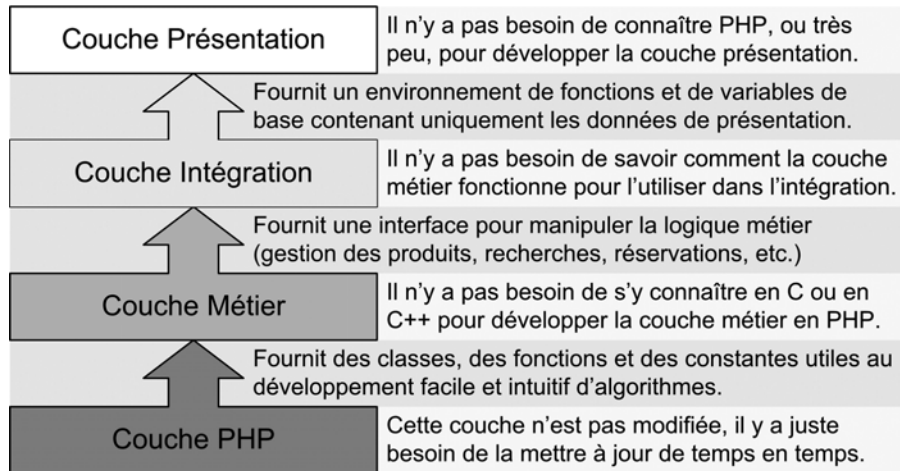 Couche Présentation
Il n'y a pas besoin de connaître PHP, ou très
peu, pour développer la couche présentation.
Fournit un environnement de fonctions et de variables de
base contenant uniquement les données de présentation.
Couche Intégration
Il n'y a pas besoin de savoir comment la couche
métier fonctionne pour l'utiliser dans l'intégration.
Fournit une interface pour manipuler la logique métier
(gestion des produits, recherches, réservations, etc.)
Couche Métier
Il n'y a pas besoin de s'y connaître en C ou en
C++ pour développer la couche métier en PHP.
Fournit des classes, des fonctions et des constantes utiles au
développement facile et intuitif d'algorithmes.
Couche PHP
Cette couche n'est pas modifiée, il y a juste
besoin de la mettre à jour de temps en temps.